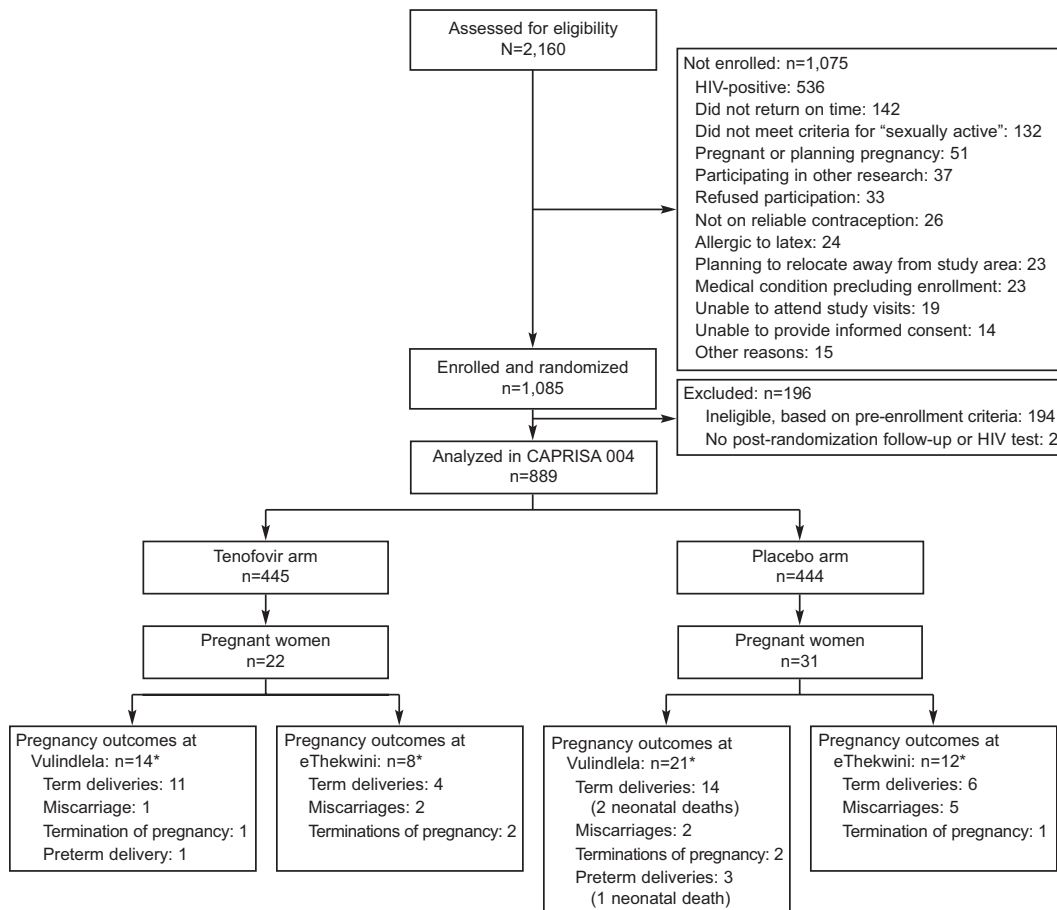 Assessed for eligibility
N=2,160
Not enrolled: n=1,075
HIV-positive: 536
Did not return on time: 142
Did not meet criteria for “sexually active”: 132
Pregnant or planning pregnancy: 51
Participating in other research: 37
Refused participation: 33
Not on reliable contraception: 26
Allergic to latex: 24
Planning to relocate away from study area: 23
Medical condition precluding enrollment: 23
Unable to attend study visits: 19
Unable to provide informed consent: 14
Other reasons: 15
Enrolled and randomized
n=1,085
Excluded: n=196
Ineligible, based on pre-enrollment criteria: 194
No post-randomization follow-up or HIV test: 2
Analyzed in CAPRISA 004
n=889
Tenofovir arm
n=445
Placebo arm
n=444
Pregnant women
n=22
Pregnant women
n=31
Pregnancy outcomes at
Vulindlela: n=14*
Term deliveries: 11
Miscarriage: 1
Termination of pregnancy: 1
Preterm delivery: 1
Pregnancy outcomes at
eThekwini: n=8*
Term deliveries: 4
Miscarriages: 2
Terminations of pregnancy: 2
Pregnancy outcomes at
Vulindlela: n=21*
Term deliveries: 14
(2 neonatal deaths)
Miscarriages: 2
Terminations of pregnancy: 2
Preterm deliveries: 3
(1 neonatal death)
Pregnancy outcomes at
eThekwini: n=12*
Term deliveries: 6
Miscarriages: 5
Termination of pregnancy: 1